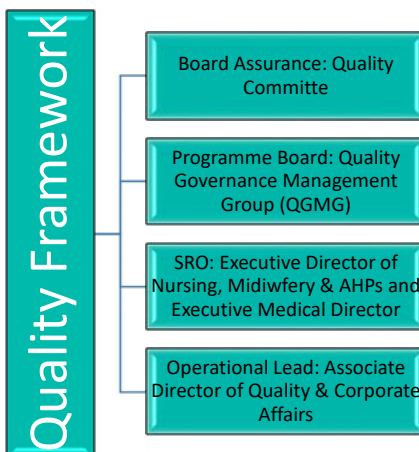 Quality Framework
Board Assurance: Quality
Committe
Programme Board: Quality
Governance Management
Group (QGMG)
SRO: Executive Director of
Nursing, Midiwfery & AHPs and
Executive Medical Director
Operational Lead: Associate
Director of Quality & Corporate
Affairs